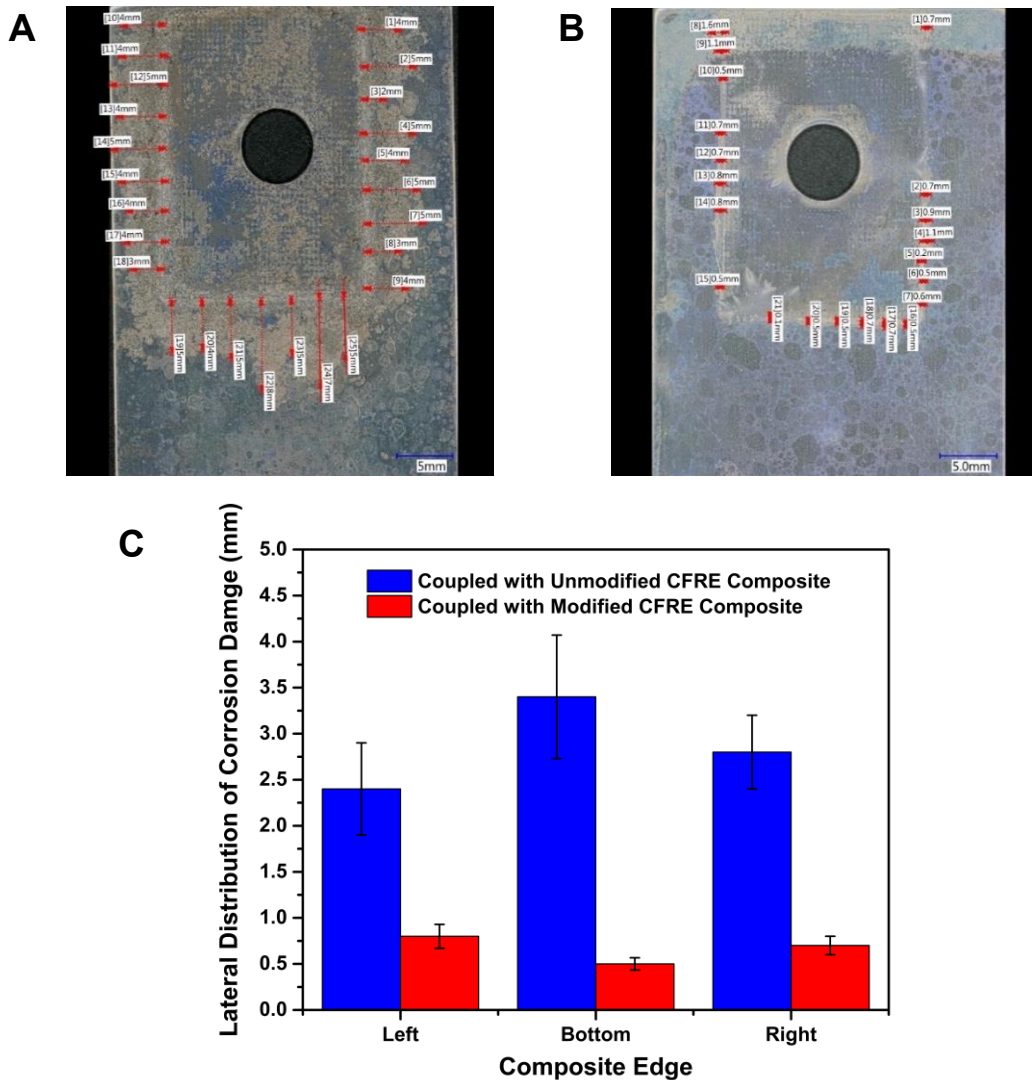 A
[10]4mm
[1]4mm
[11]4mm
[2]5mm
[12]5mm
[3]2mm
[13]4mm
[4]5mm
[14]5mm
[5]4mm
[15]4mm
[6]5mm
[16]4mm
[7]5mm
[17]4mm
[8]3mm
[18]3mm
[9]4mm
[19]5mm
[20]4mm
[21]5mm
[22]8mm
[23]5mm
[24]7mm
[25]5mm
5mm
B
[8]1.6mm
[1]0.7mm
[9]1.1mm
[10]0.5mm
[11]0.7mm
[12]0.7mm
[13]0.8mm
[2]0.7mm
[14]0.8mm
[3]0.9mm
[4]1.1mm
[5]0.2mm
[6]0.5mm
[15]0.5mm
[7]0.6mm
[21]0.1mm
[20]0.5mm
[19]0.5mm
[18]0.7mm
[17]0.7mm
[16]0.5mm
5.0mm
C
Lateral Distribution of Corrosion Damge (mm)
5.0
4.5
4.0
3.5
3.0
2.5
2.0
1.5
1.0
0.5
0.0
Coupled with Unmodified CFRE Composite
Coupled with Modified CFRE Composite
Left
Bottom
Right
Composite Edge